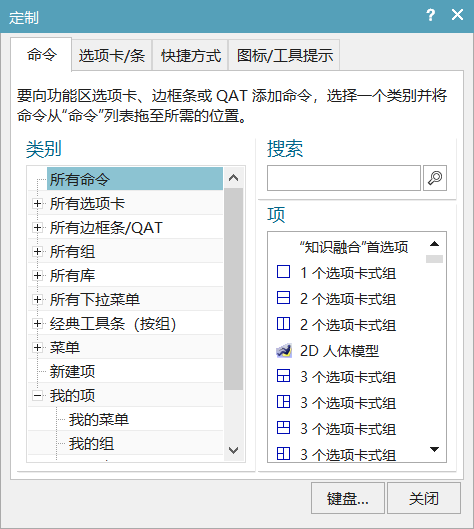 定制
? ×
命令 选项卡/条 快捷方式 图标/工具提示
要向功能区选项卡、边框条或 QAT 添加命令，选择一个类别并将
命令从“命令”列表拖至所需的位置。
类别
所有命令
所有选项卡
所有边框条/QAT
所有组
所有库
所有下拉菜单
经典工具条（按组）
菜单
新建项
我的项
我的菜单
我的组
搜索
项
“知识融合”首选项
1 个选项卡式组
2 个选项卡式组
2 个选项卡式组
2D 人体模型
3 个选项卡式组
3 个选项卡式组
3 个选项卡式组
3 个选项卡式组
键盘... 关闭